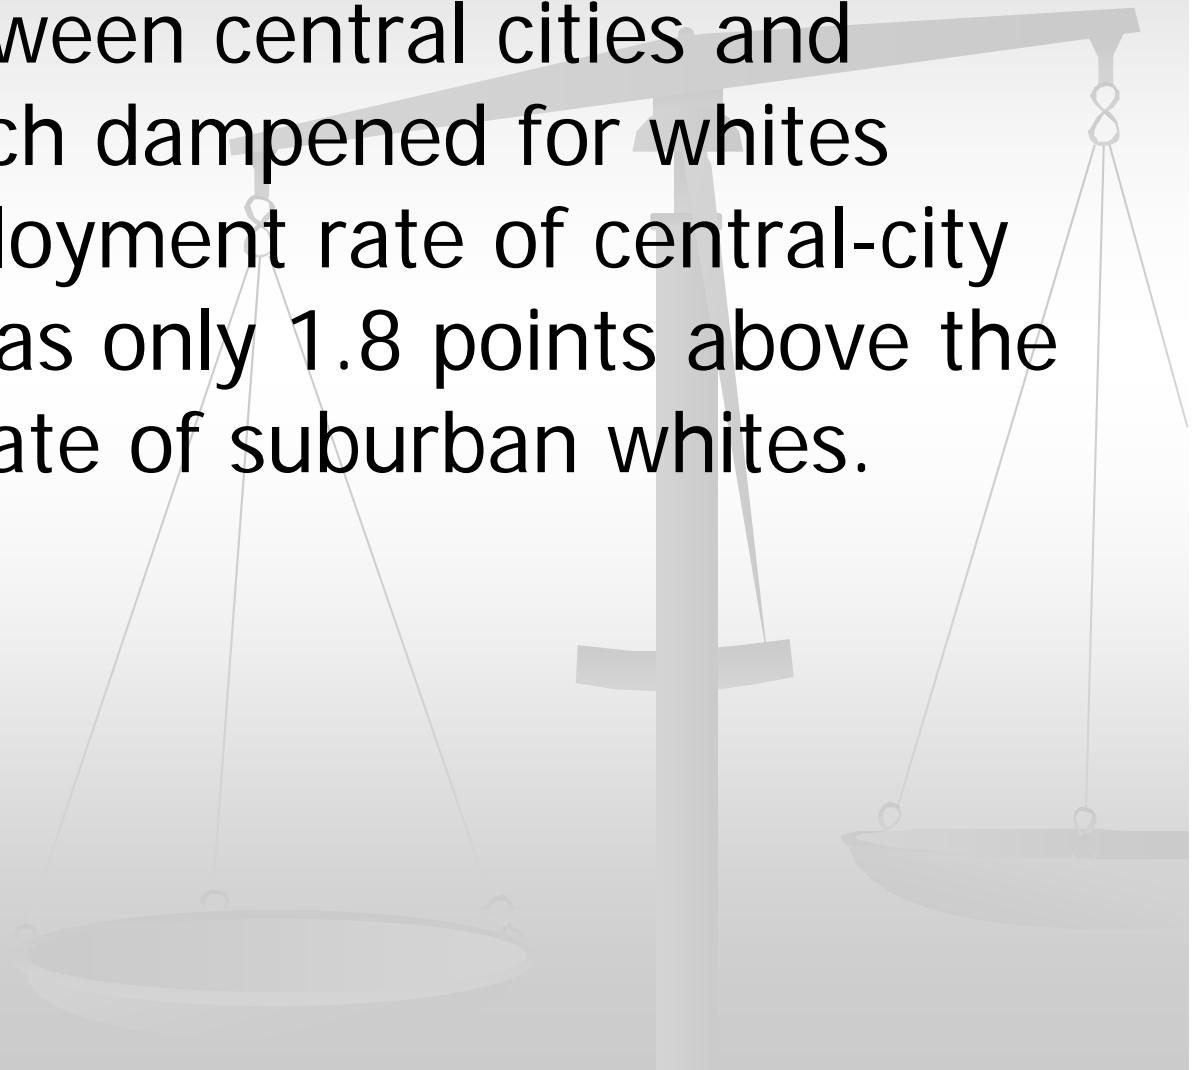 ween central cities and
ch dampened for whites
loyment rate of central-city
as only 1.8 points above the
ate of suburban whites.